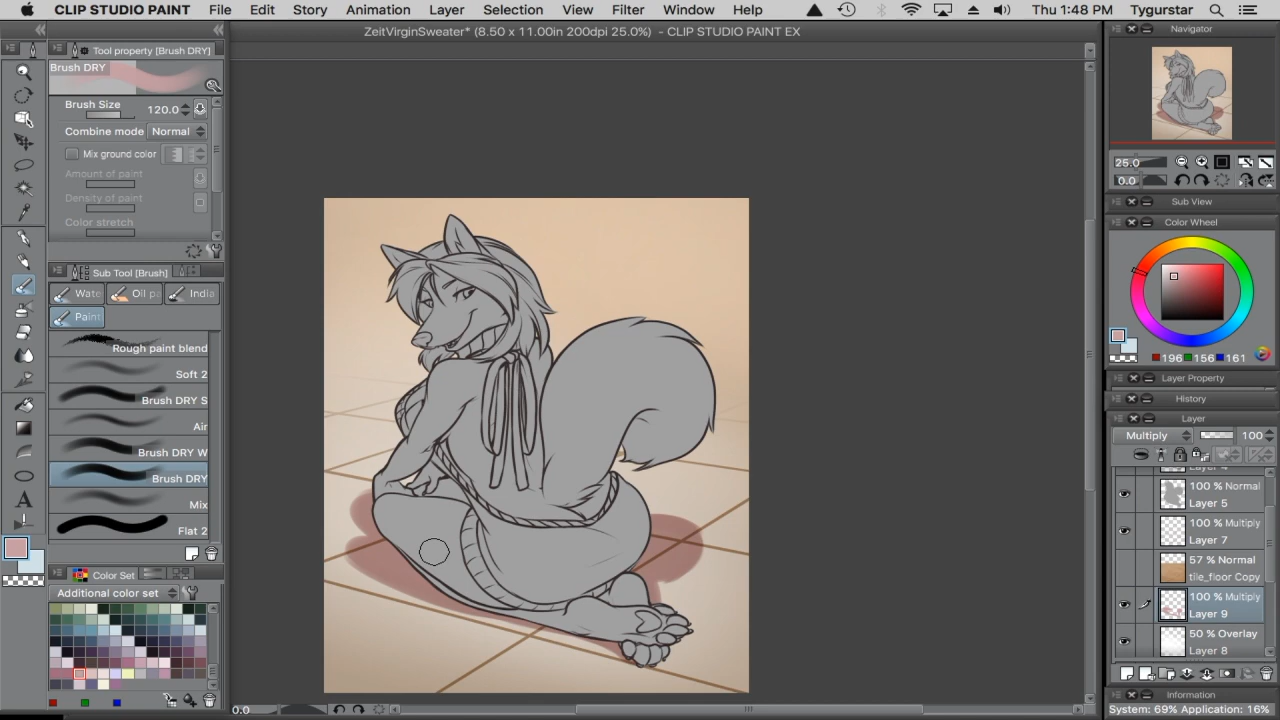 CLIP STUDIO PAINT File Edit Story Animation Layer Selection View Filter Window Help Thu 1:48 PM Tygurstar
ZeitVirginSweater* (8.50 x 11.00in 200dpi 25.0%) - CLIP STUDIO PAINT EX
Tool property [Brush DRY]
Brush DRY
Brush Size 120.0
Combine mode Normal
Mix ground color
Amount of paint
Density of paint
Color stretch
Sub Tool [Brush]
Wate Oil pa India
Paint
Rough paint blend
Soft 2
Brush DRY S
Air
Brush DRY W
Brush DRY
Mix
Flat 2
Color Set
Additional color set
0.0
Navigator
25.0
0.0
Sub View
Color Wheel
196 156 161
Layer Property
History
Layer
Multiply 100
Layer 4
100 % Normal
Layer 5
100 % Multiply
Layer 7
57 % Normal
tile_floor Copy
100 % Multiply
Layer 9
50 % Overlay
Layer 8
Information
System: 69% Application: 16%